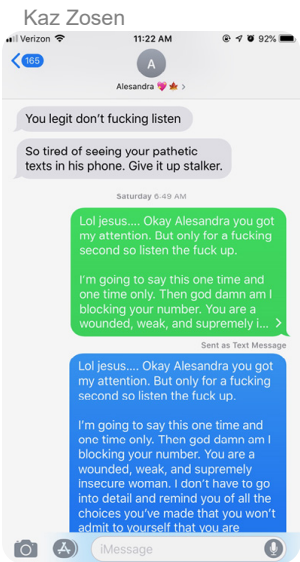 Kaz Zosen
Verizon 11:22 AM 92%
165
A
Alesandra 💖🍁 >
You legit don’t fucking listen
So tired of seeing your pathetic
texts in his phone. Give it up stalker.
Saturday 6:49 AM
Lol jesus.... Okay Alesandra you got
my attention. But only for a fucking
second so listen the fuck up.
I’m going to say this one time and
one time only. Then god damn am I
blocking your number. You are a
wounded, weak, and supremely i... >
Sent as Text Message
Lol jesus.... Okay Alesandra you got
my attention. But only for a fucking
second so listen the fuck up.
I’m going to say this one time and
one time only. Then god damn am I
blocking your number. You are a
wounded, weak, and supremely
insecure woman. I don’t have to go
into detail and remind you of all the
choices you’ve made that you won’t
admit to yourself that you are
iMessage